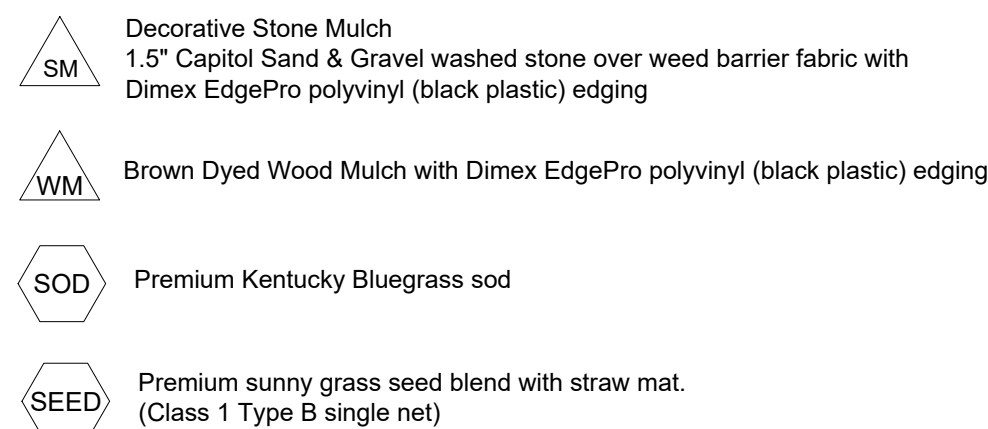 Decorative Stone Mulch
SM 1.5" Capitol Sand & Gravel washed stone over weed barrier fabric with
Dimex EdgePro polyvinyl (black plastic) edging
WM Brown Dyed Wood Mulch with Dimex EdgePro polyvinyl (black plastic) edging
SOD Premium Kentucky Bluegrass sod
SEED Premium sunny grass seed blend with straw mat.
(Class 1 Type B single net)